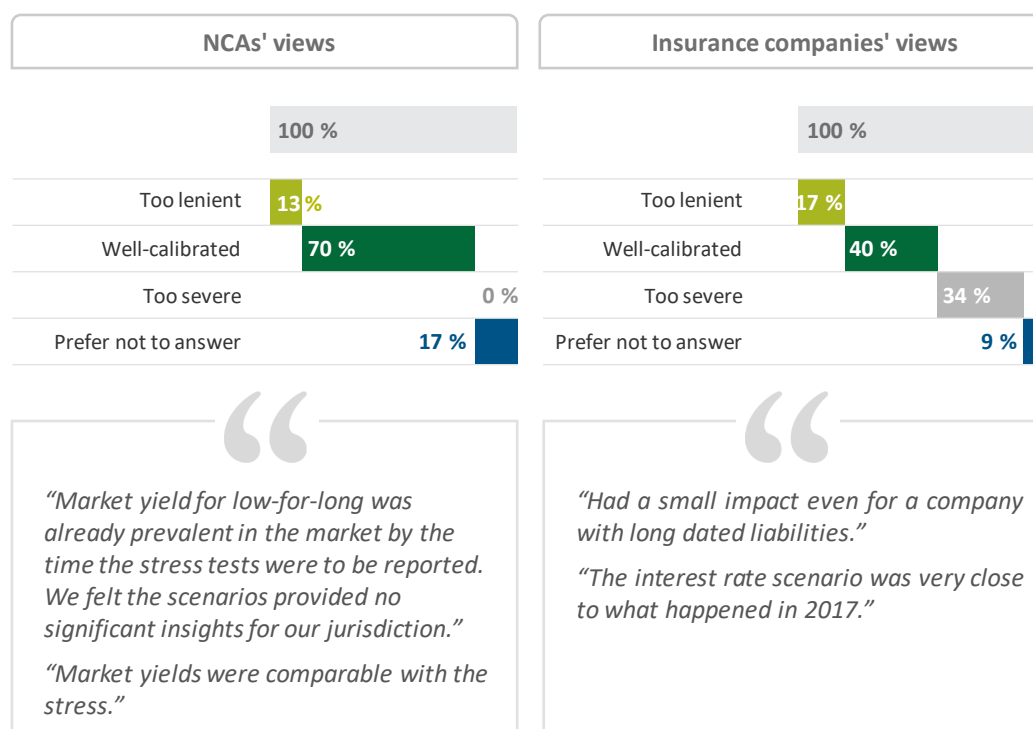 NCAs' views
100 %
Too lenient 13 %
Well-calibrated 70 %
Too severe 0 %
Prefer not to answer 17 %
“Market yield for low-for-long was
already prevalent in the market by the
time the stress tests were to be reported.
We felt the scenarios provided no
significant insights for our jurisdiction.”
“Market yields were comparable with the
stress.”
Insurance companies' views
100 %
Too lenient 17 %
Well-calibrated 40 %
Too severe 34 %
Prefer not to answer 9 %
“Had a small impact even for a company
with long dated liabilities.”
“The interest rate scenario was very close
to what happened in 2017.”